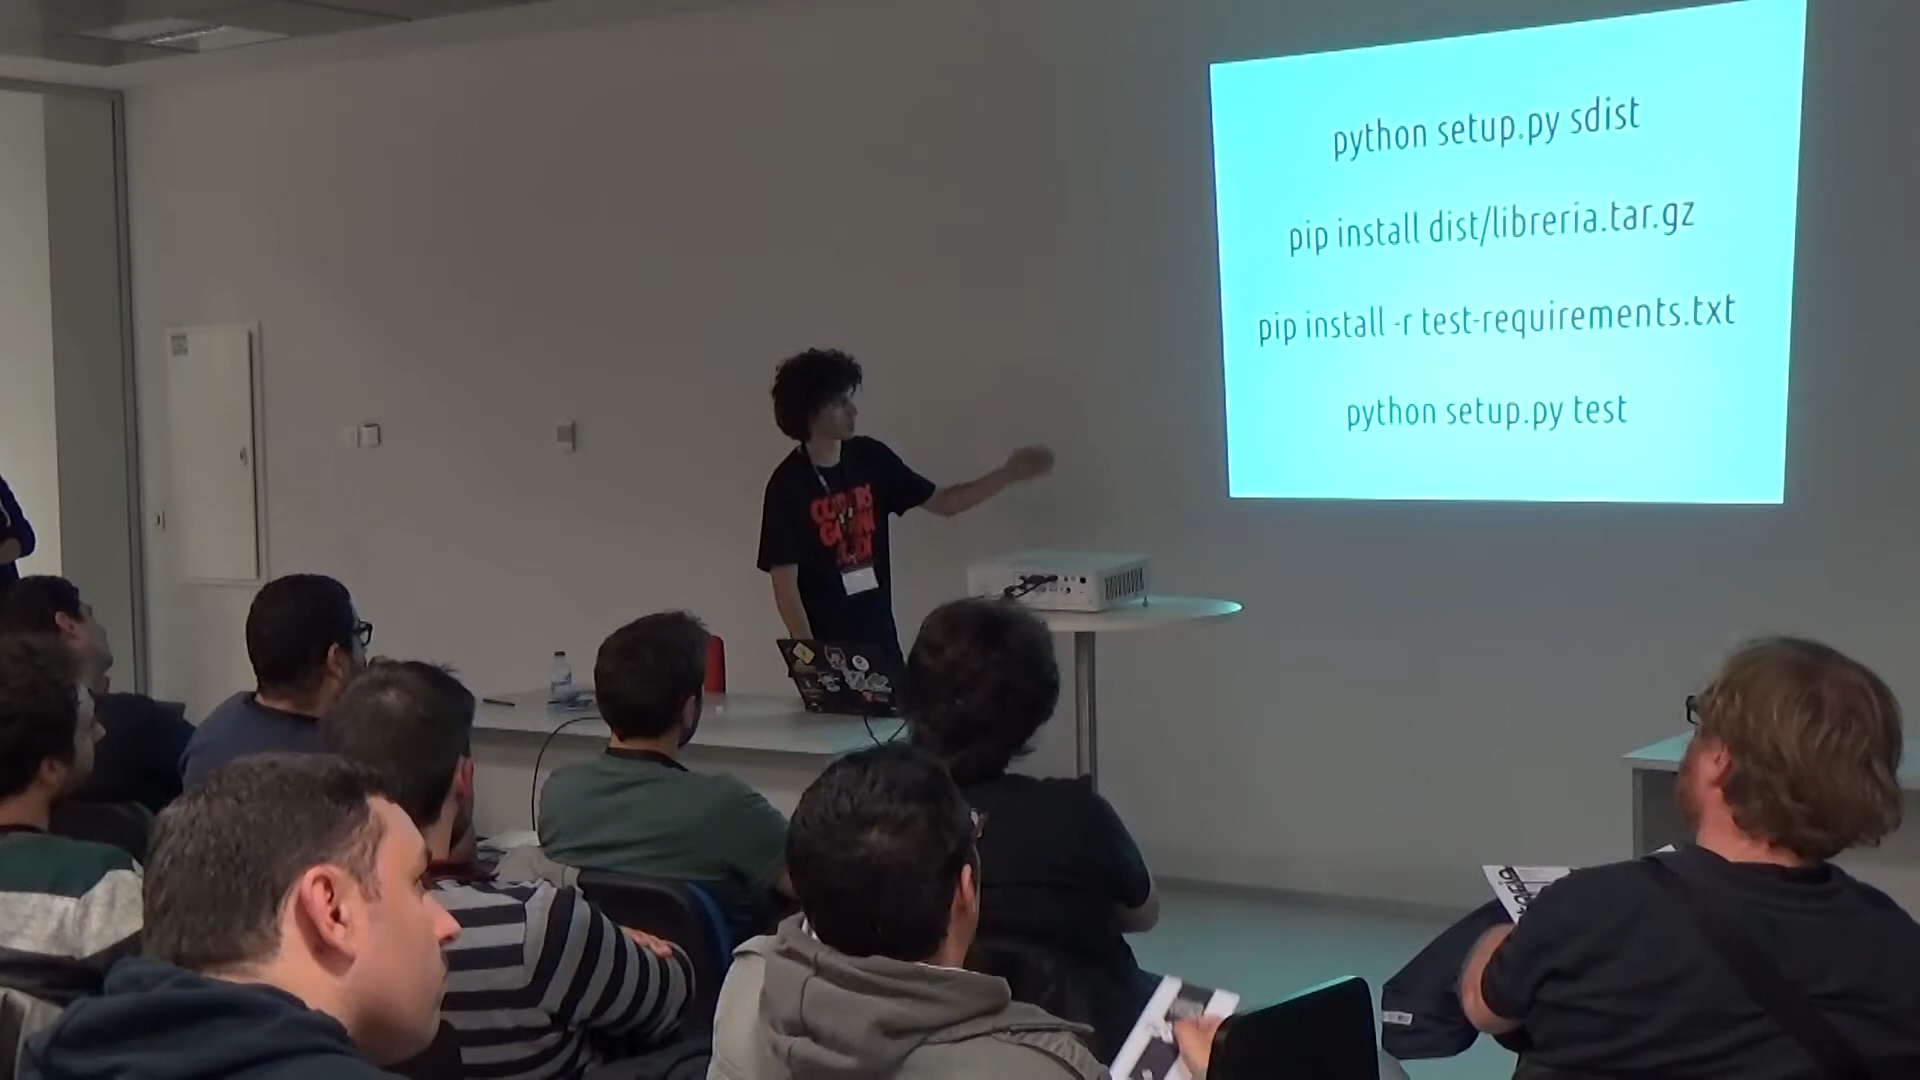 python setup.py sdist
pip install dist/libreria.tar.gz
pip install -r test-requirements.txt
python setup.py test